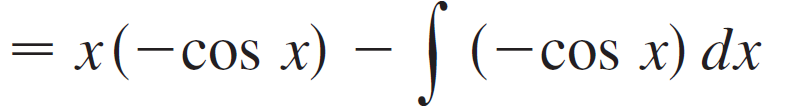 = x(−cos x) − ∫ (−cos x) dx